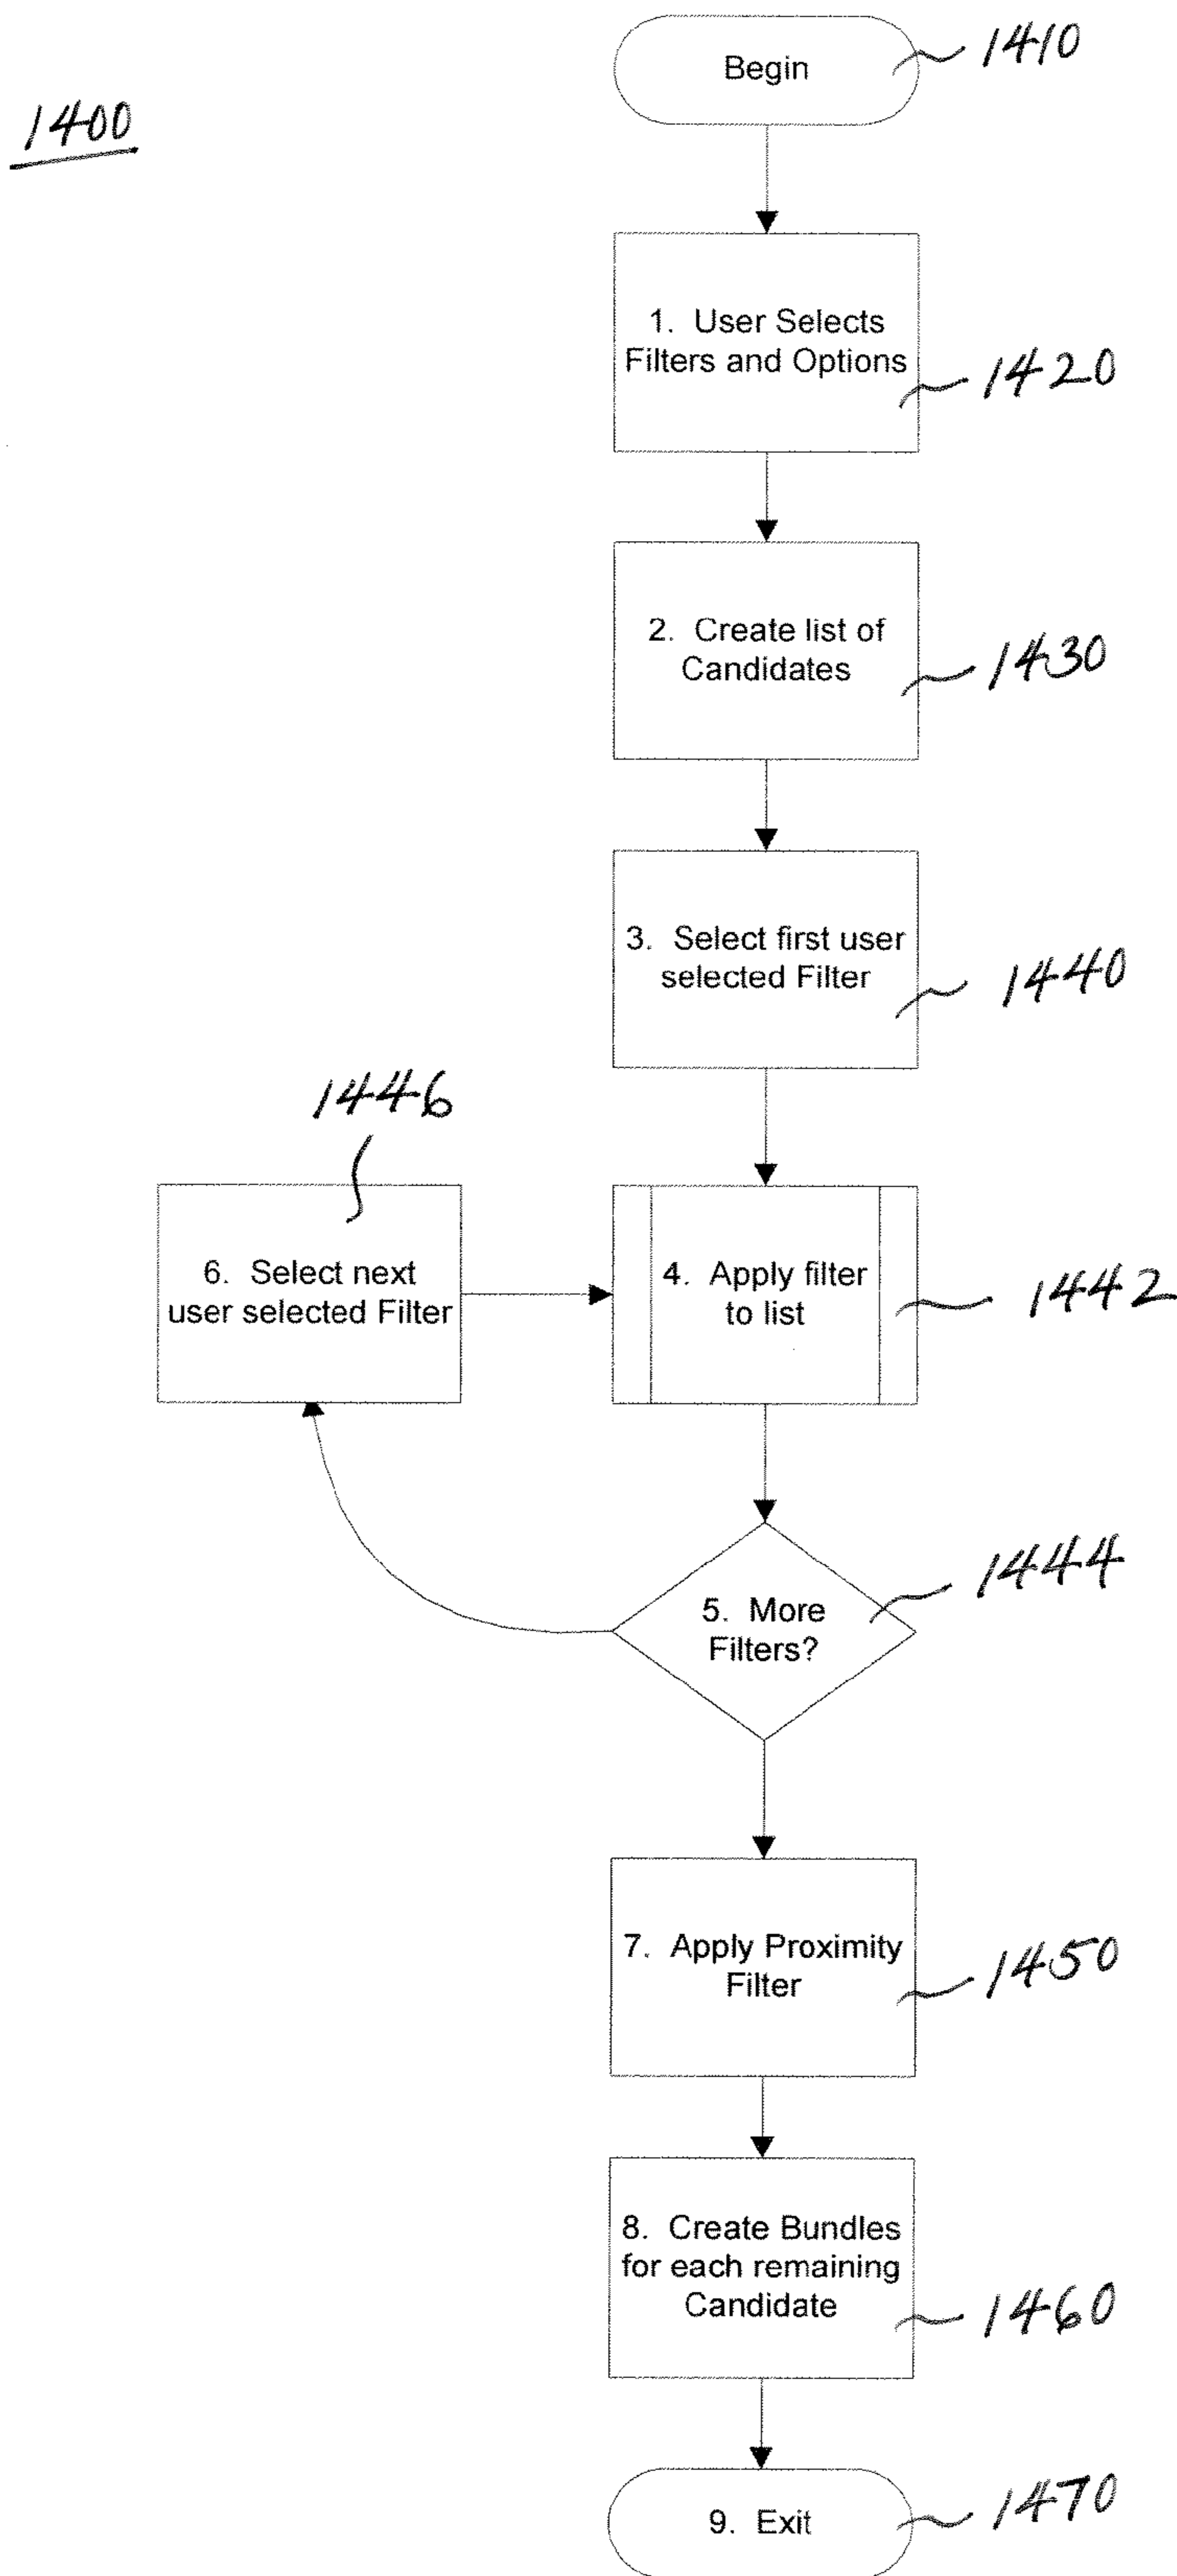 Begin
1410
1400
1. User Selects
Filters and Options
1420
2. Create list of
Candidates
1430
3. Select first user
selected Filter
1440
1446
6. Select next
user selected Filter
4. Apply filter
to list
1442
5. More
Filters?
1444
7. Apply Proximity
Filter
1450
8. Create Bundles
for each remaining
Candidate
1460
9. Exit
1470